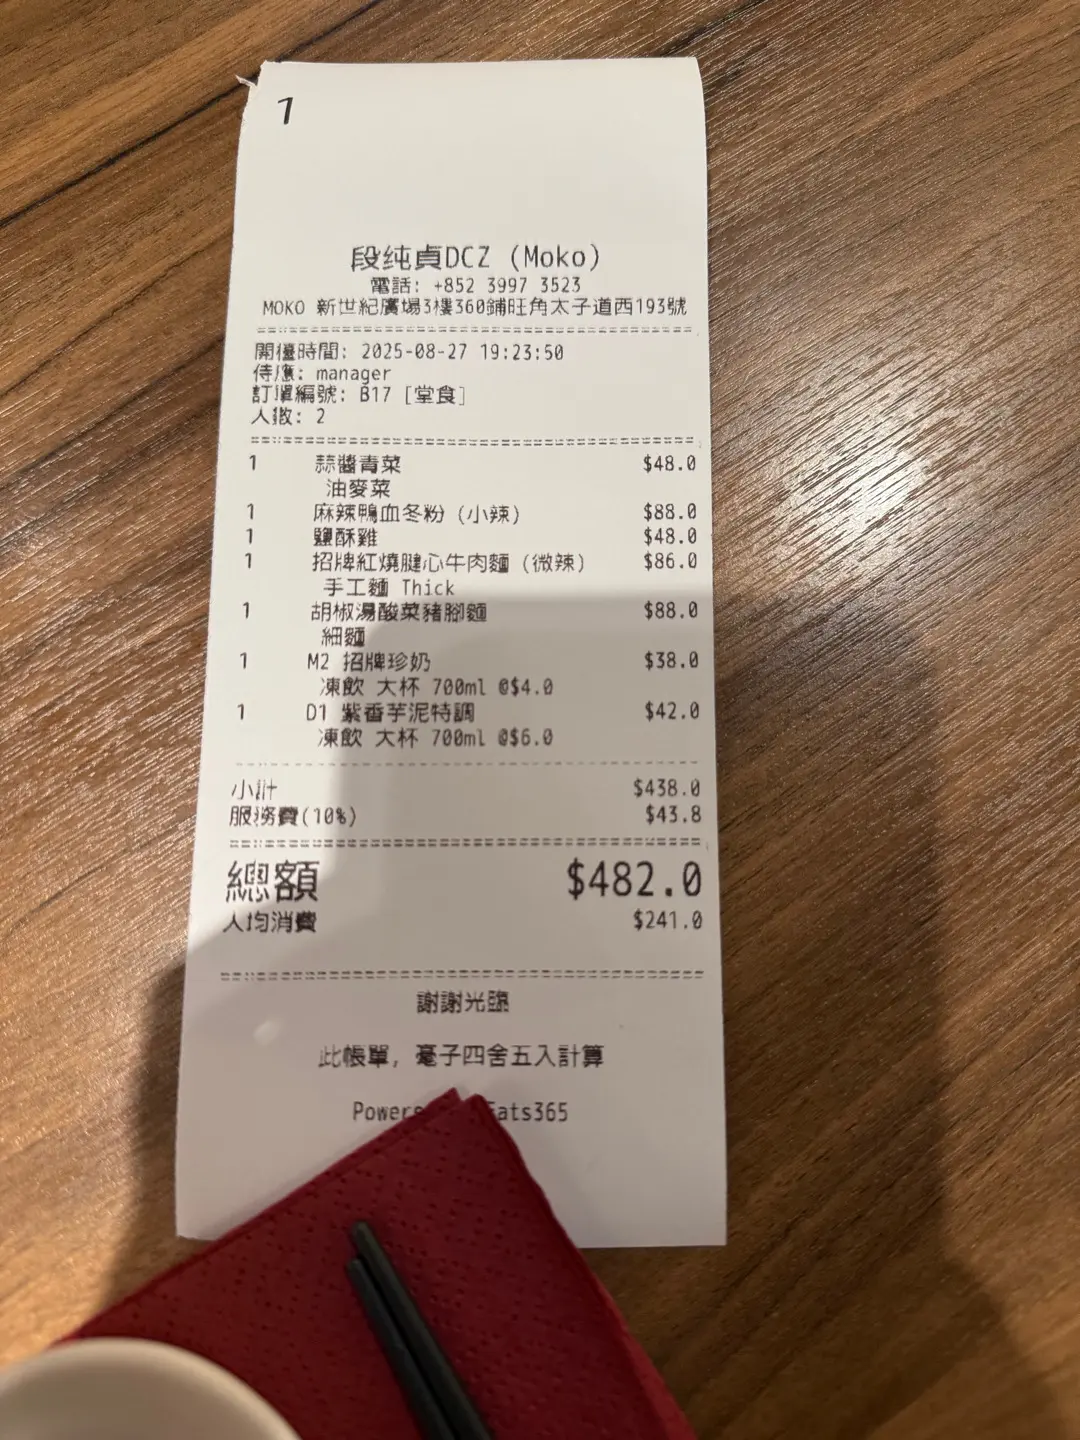 1
段純貞DCZ (Moko)
電話: +852 3997 3523
MOKO 新世紀廣場3樓360鋪旺角太子道西193號
開檯時間: 2025-08-27 19:23:50
侍應: manager
訂單編號: B17 [堂食]
人數: 2
1 蒜醬青菜 $48.0
油麥菜
1 麻辣鴨血冬粉 (小辣) $88.0
1 鹽酥雞 $48.0
1 招牌紅燒腱心牛肉麵 (微辣) $86.0
手工麵 Thick
1 胡椒湯酸菜豬腳麵 $88.0
細麵
1 M2 招牌珍奶 $38.0
凍飲 大杯 700ml @$4.0
1 D1 紫香芋泥特調 $42.0
凍飲 大杯 700ml @$6.0
小計 $438.0
服務費(10%) $43.8
總額 $482.0
人均消費 $241.0
謝謝光臨
此帳單, 毫子四舍五入計算